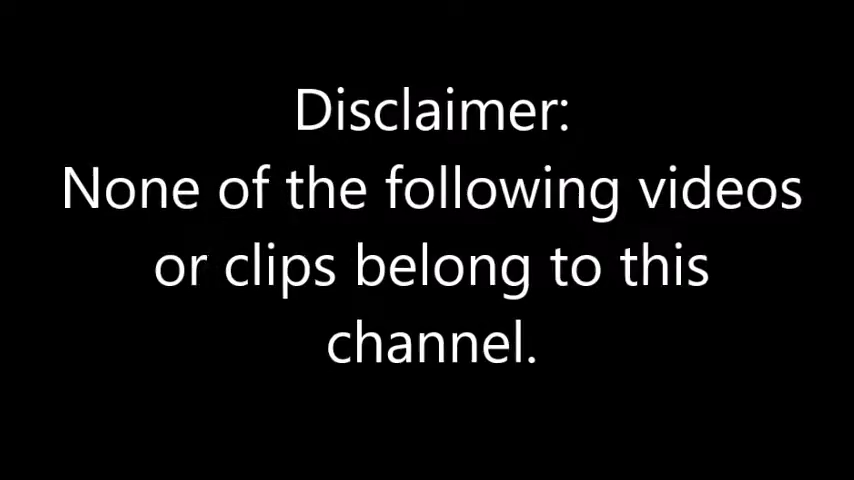 Disclaimer:
None of the following videos
or clips belong to this
channel.